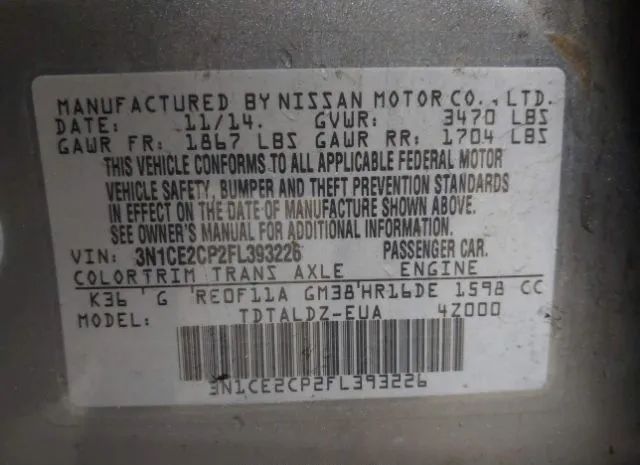 MANUFACTURED BY NISSAN MOTOR CO., LTD.
DATE: 11/14. GVWR: 3470 LBS
GAWR FR: 1867 LBS GAWR RR: 1704 LBS
THIS VEHICLE CONFORMS TO ALL APPLICABLE FEDERAL MOTOR
VEHICLE SAFETY, BUMPER AND THEFT PREVENTION STANDARDS
IN EFFECT ON THE DATE OF MANUFACTURE SHOWN ABOVE.
SEE OWNER'S MANUAL FOR ADDITIONAL INFORMATION.
VIN: 3N1CE2CP2FL393226 PASSENGER CAR.
COLOR TRIM TRANS AXLE ENGINE
K36 G RE0F11A GM38 HR16DE 1598 CC
MODEL: TDTALDZ-EUA 4Z000
3N1CE2CP2FL393226